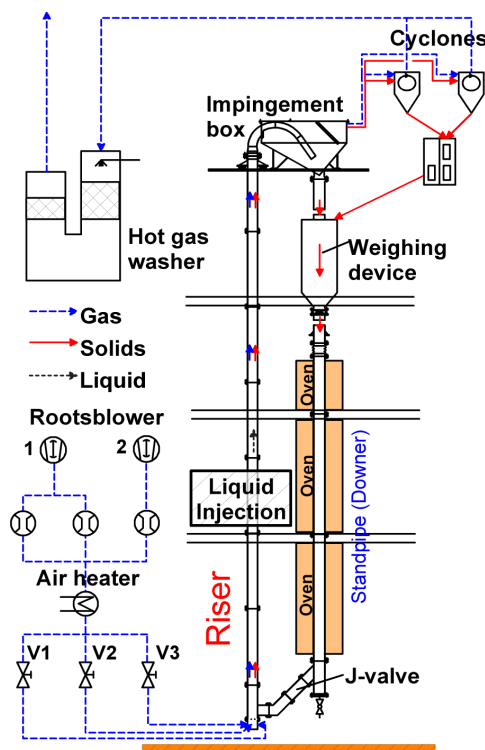 Cyclones
Impingement
box
Hot gas
washer
Weighing
device
Gas
Solids
Liquid
Rootsblower
1
2
Oven
Oven
Oven
Liquid
Injection
Standpipe (Downer)
Air heater
Riser
V1
V2
V3
J-valve